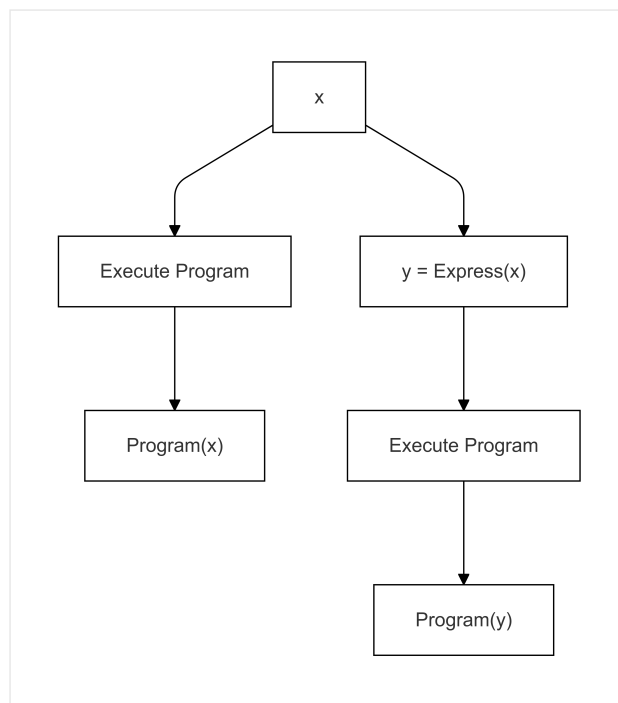 x
Execute Program
y = Express(x)
Program(x)
Execute Program
Program(y)